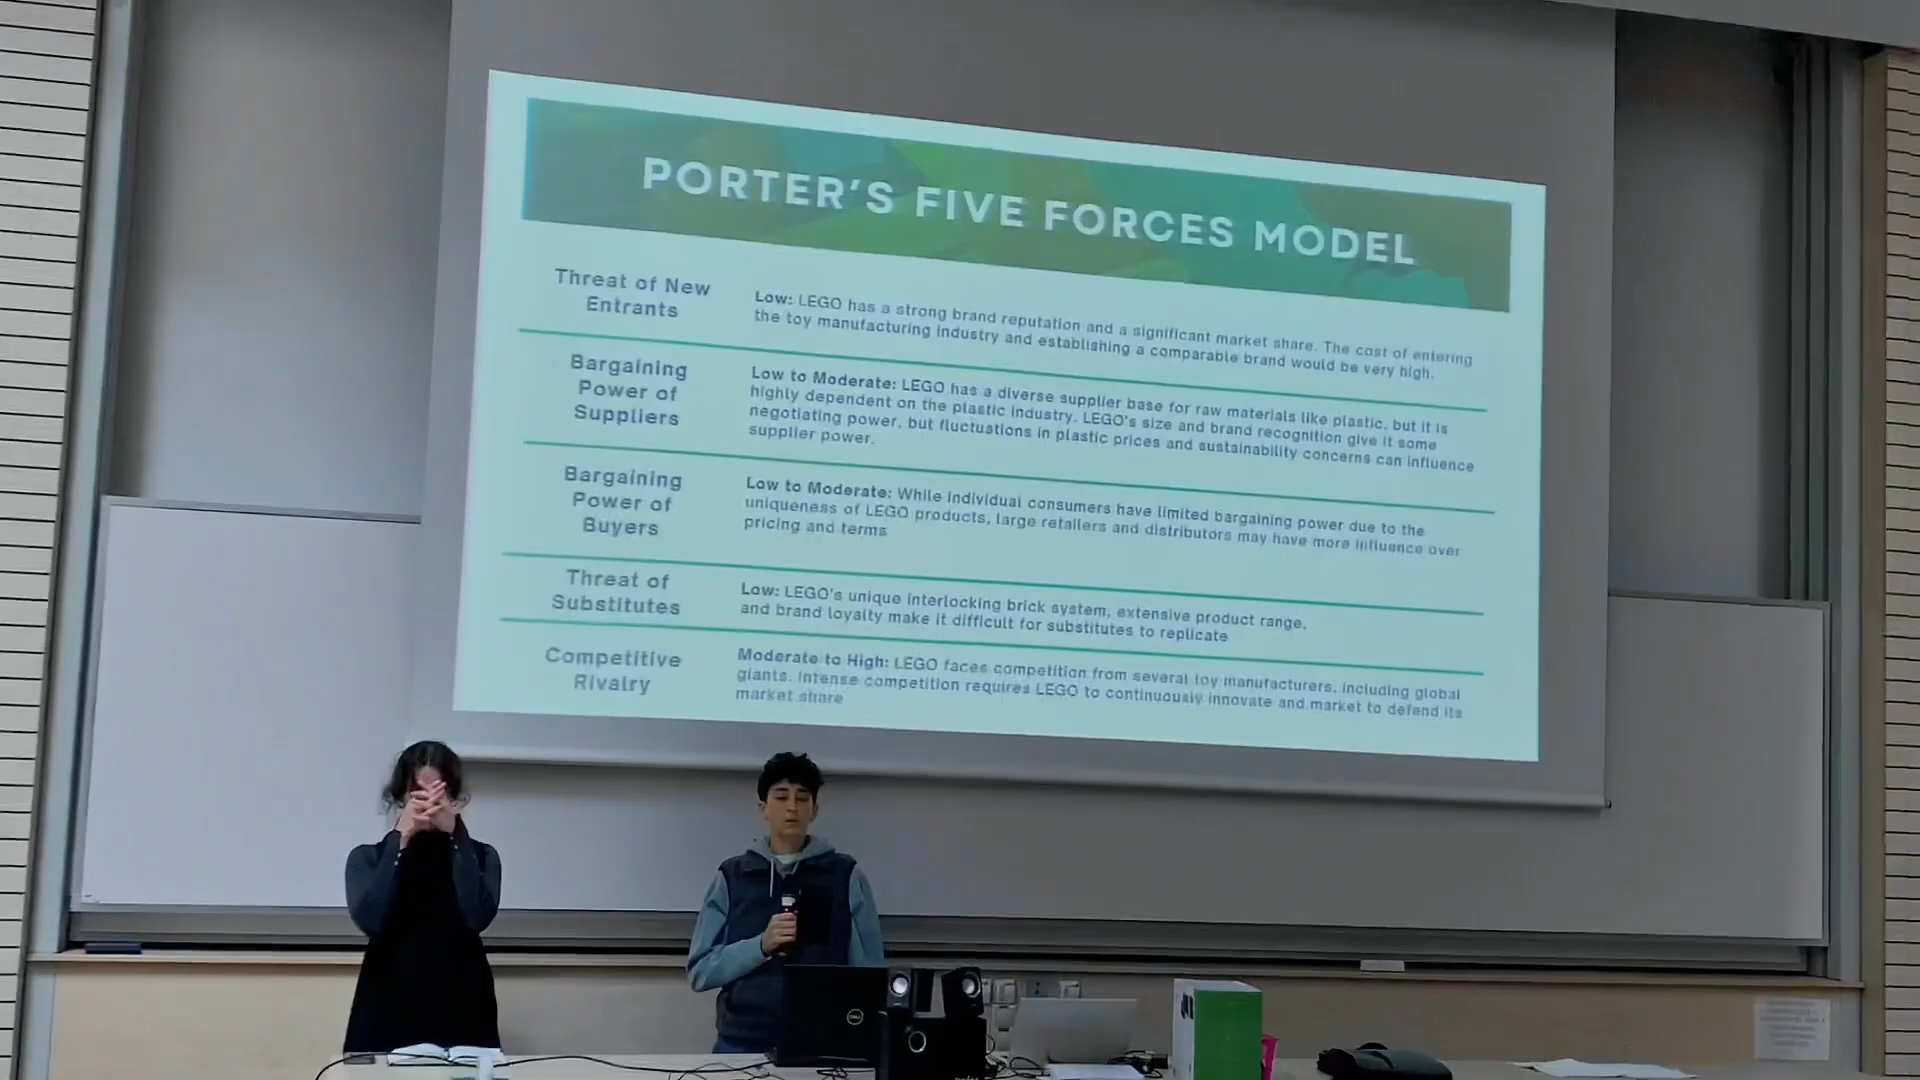 PORTER'S FIVE FORCES MODEL
Threat of New
Entrants
Low: LEGO has a strong brand reputation and a significant market share. The cost of entering
the toy manufacturing industry and establishing a comparable brand would be very high.
Bargaining
Power of
Suppliers
Low to Moderate: LEGO has a diverse supplier base for raw materials like plastic, but it is
highly dependent on the plastic industry. LEGO's size and brand recognition give it some
negotiating power, but fluctuations in plastic prices and sustainability concerns can influence
supplier power.
Bargaining
Power of
Buyers
Low to Moderate: While individual consumers have limited bargaining power due to the
uniqueness of LEGO products, large retailers and distributors may have more influence over
pricing and terms
Threat of
Substitutes
Low: LEGO's unique interlocking brick system, extensive product range,
and brand loyalty make it difficult for substitutes to replicate
Competitive
Rivalry
Moderate to High: LEGO faces competition from several toy manufacturers, including global
giants. Intense competition requires LEGO to continuously innovate and market to defend its
market share
DELL